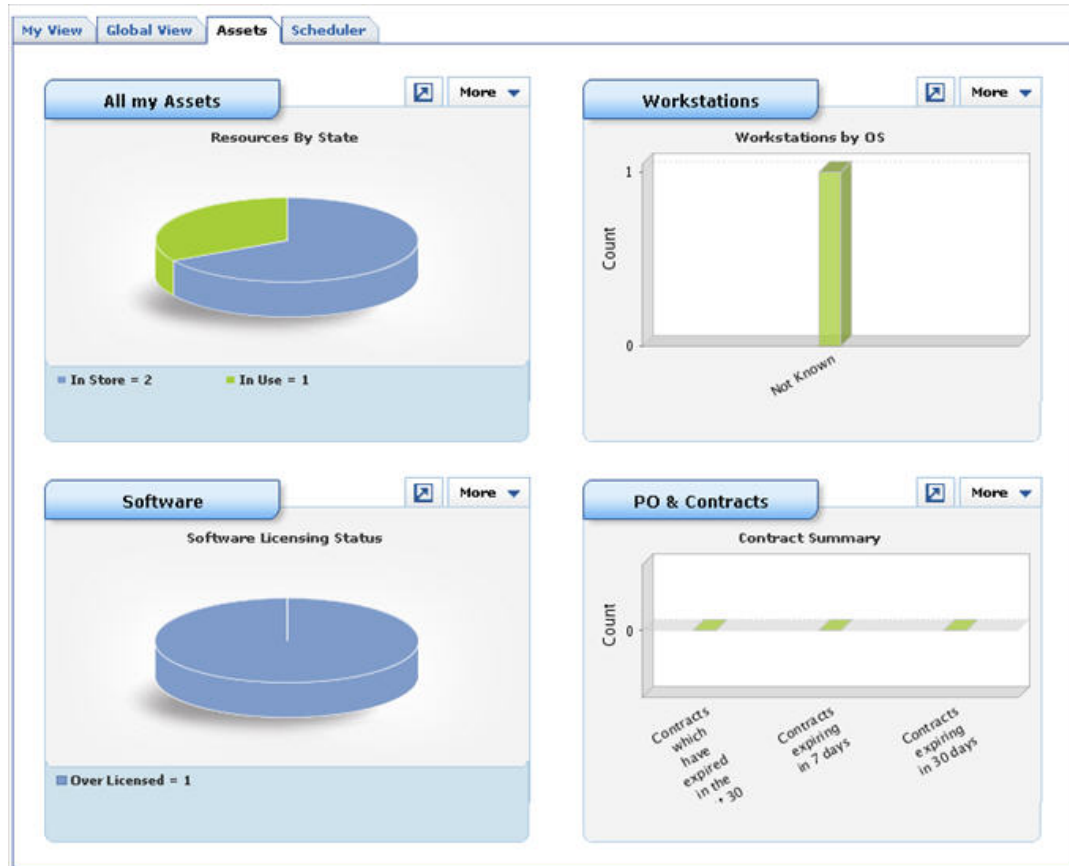 My View Global View Assets Scheduler
All my Assets
More
Resources By State
In Store = 2 In Use = 1
Workstations
More
Workstations by OS
1
Count
0
Not Known
Software
More
Software Licensing Status
Over Licensed = 1
PO & Contracts
More
Contract Summary
Count
0
Contracts
which
have
expired
in the
30
Contracts
expiring
in 7 days
Contracts
expiring
in 30 days